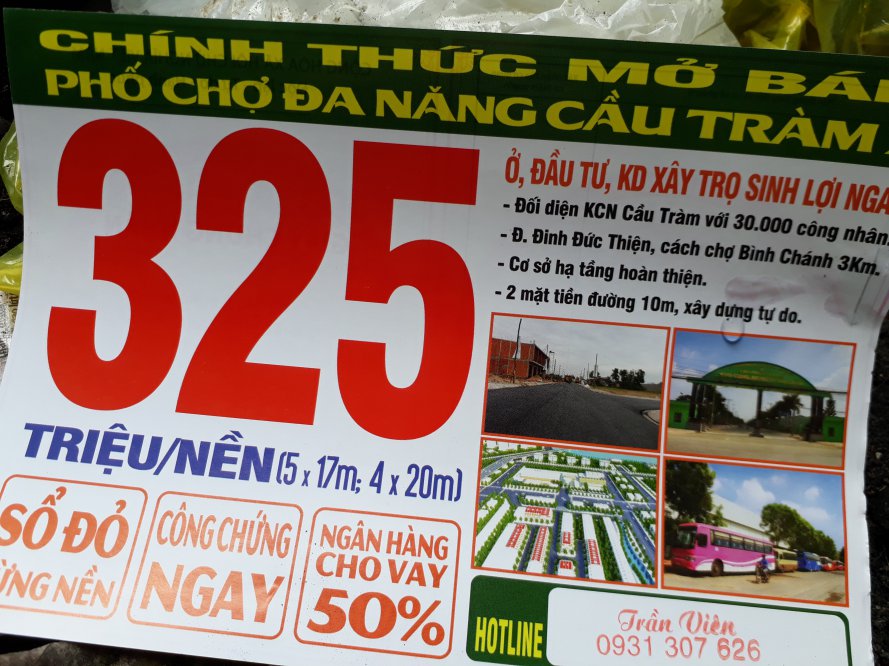 CHÍNH THỨC MỞ BÁ
PHỐ CHỢ ĐA NĂNG CẦU TRÀM
325
TRIỆU/NỀN (5 x 17m; 4 x 20m)
Ở, ĐẦU TƯ, KD XÂY TRỌ SINH LỢI NGA
- Đối diện KCN Cầu Tràm với 30.000 công nhân.
- Đ. Đinh Đức Thiện, cách chợ Bình Chánh 3Km.
- Cơ sở hạ tầng hoàn thiện.
- 2 mặt tiền đường 10m, xây dựng tự do.
SỔ ĐỎ
ỪNG NỀN
CÔNG CHỨNG
NGAY
NGÂN HÀNG
CHO VAY
50%
HOTLINE
Trần Viên
0931 307 626